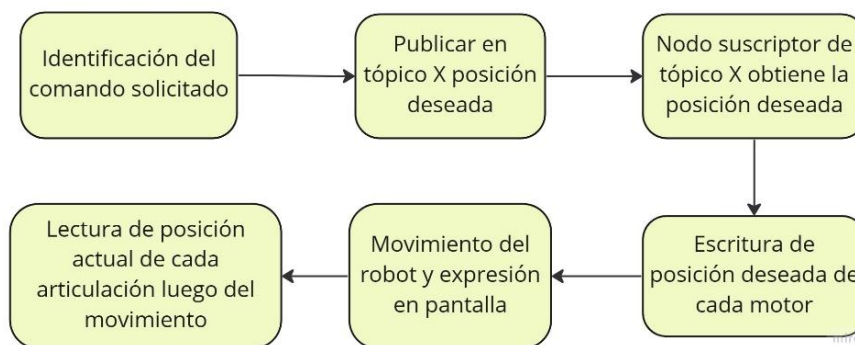 Identificación del
comando solicitado
Publicar en
tópico X posición
deseada
Nodo suscriptor de
tópico X obtiene la
posición deseada
Escritura de
posición deseada de
cada motor
Movimiento del
robot y expresión
en pantalla
Lectura de posición
actual de cada
articulación luego del
movimiento